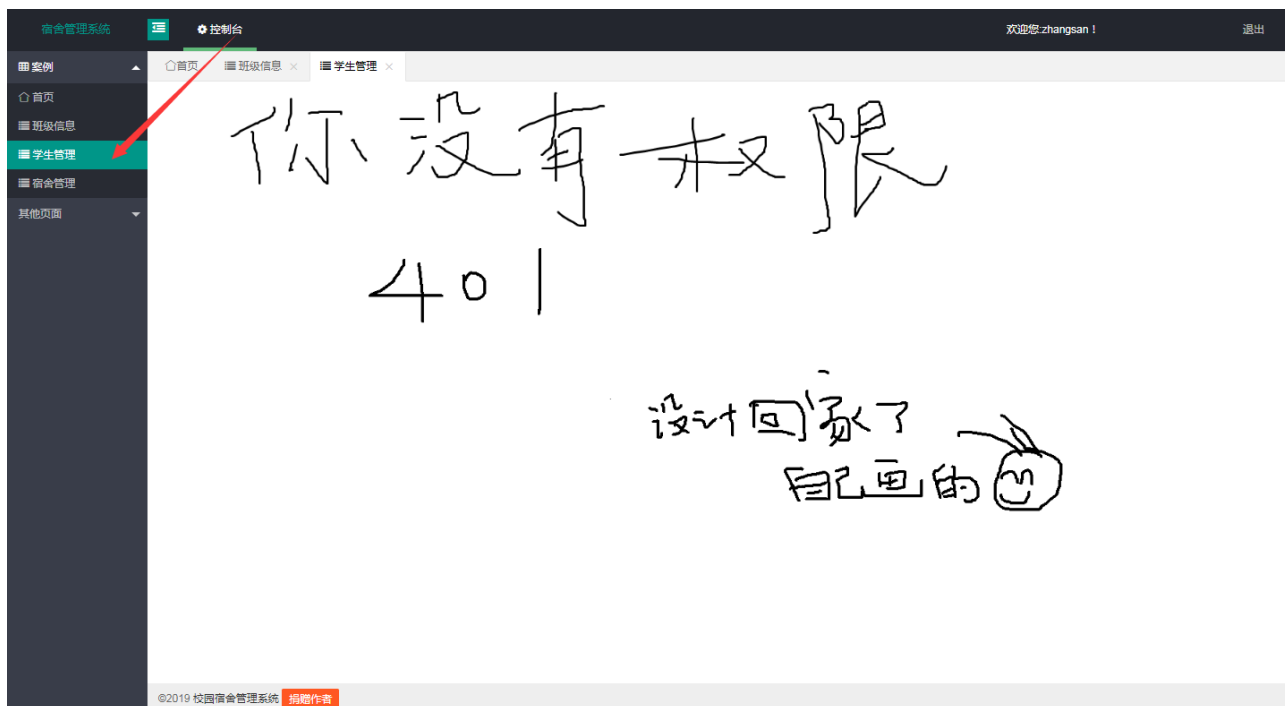 宿舍管理系统 控制台 欢迎您:zhangsan！ 退出
案例 首页 班级信息 × 学生管理 ×
首页
班级信息
学生管理
宿舍管理
其他页面
你没有权限
401
设计回家了
自己画的
©2019 校园宿舍管理系统 捐赠作者